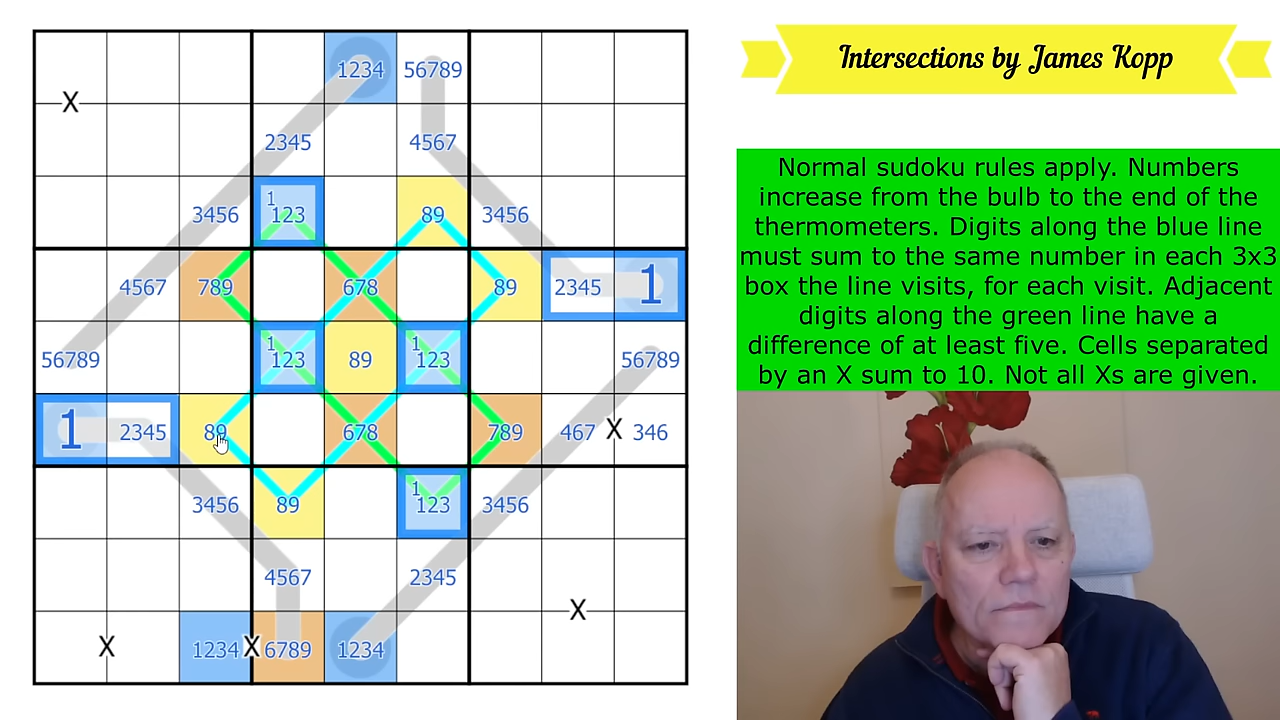 Intersections by James Kopp
Normal sudoku rules apply. Numbers
increase from the bulb to the end of the
thermometers. Digits along the blue line
must sum to the same number in each 3x3
box the line visits, for each visit. Adjacent
digits along the green line have a
difference of at least five. Cells separated
by an X sum to 10. Not all Xs are given.
1234 56789
X
2345 4567
3456 1 123 89 3456
4567 789 678 89 2345 1
56789 1 123 89 1 123 56789
1 2345 89 678 789 467 X 346
3456 89 1 123 3456
4567 2345
X
X 1234 X 6789 1234